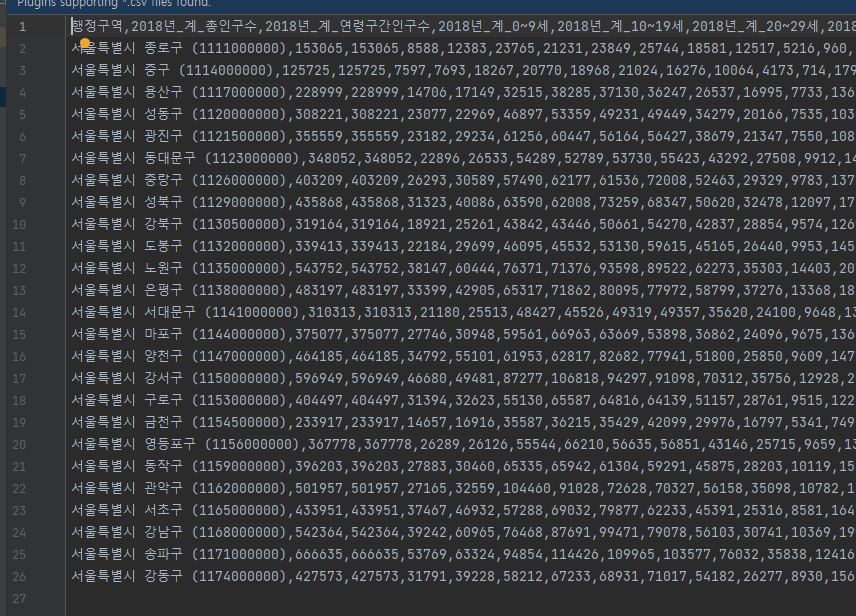 Plugins supporting *.csv files found.
1 행정구역,2018년_계_총인구수,2018년_계_연령구간인구수,2018년_계_0~9세,2018년_계_10~19세,2018년_계_20~29세,2018
2 서울특별시 종로구 (1111000000),153065,153065,8588,12383,23765,21231,23849,25744,18581,12517,5216,960,
3 서울특별시 중구 (1114000000),125725,125725,7597,7693,18267,20770,18968,21024,16276,10064,4173,714,179
4 서울특별시 용산구 (1117000000),228999,228999,14706,17149,32515,38285,37130,36247,26537,16995,7733,136
5 서울특별시 성동구 (1120000000),308221,308221,23077,22969,46897,53359,49231,49449,34279,20166,7535,103
6 서울특별시 광진구 (1121500000),355559,355559,23182,29234,61256,60447,56164,56427,38679,21347,7550,108
7 서울특별시 동대문구 (1123000000),348052,348052,22896,26533,54289,52789,53730,55423,43292,27508,9912,14
8 서울특별시 중랑구 (1126000000),403209,403209,26293,30589,57490,62177,61536,72008,52463,29329,9783,137
9 서울특별시 성북구 (1129000000),435868,435868,31323,40086,63590,62008,73259,68347,50620,32478,12097,17
10 서울특별시 강북구 (1130500000),319164,319164,18921,25261,43842,43446,50661,54270,42837,28854,9574,126
11 서울특별시 도봉구 (1132000000),339413,339413,22184,29699,46095,45532,53130,59615,45165,26440,9953,145
12 서울특별시 노원구 (1135000000),543752,543752,38147,60444,76371,71376,93598,89522,62273,35303,14403,20
13 서울특별시 은평구 (1138000000),483197,483197,33399,42905,65317,71862,80095,77972,58799,37276,13368,18
14 서울특별시 서대문구 (1141000000),310313,310313,21180,25513,48427,45526,49319,49357,35620,24100,9648,13
15 서울특별시 마포구 (1144000000),375077,375077,27746,30948,59561,66963,63669,53898,36862,24096,9675,136
16 서울특별시 양천구 (1147000000),464185,464185,34792,55101,61953,62817,82682,77941,51800,25850,9609,147
17 서울특별시 강서구 (1150000000),596949,596949,46680,49481,87277,106818,94297,91098,70312,35756,12928,2
18 서울특별시 구로구 (1153000000),404497,404497,31394,32623,55130,65587,64816,64139,51157,28761,9515,122
19 서울특별시 금천구 (1154500000),233917,233917,14657,16916,35587,36215,35429,42099,29976,16797,5341,749
20 서울특별시 영등포구 (1156000000),367778,367778,26289,26126,55544,66210,56635,56851,43146,25715,9659,13
21 서울특별시 동작구 (1159000000),396203,396203,27883,30460,65335,65942,61304,59291,45875,28203,10119,15
22 서울특별시 관악구 (1162000000),501957,501957,27165,32559,104460,91028,72628,70327,56158,35098,10782,1
23 서울특별시 서초구 (1165000000),433951,433951,37467,46932,57288,69032,79877,62233,45391,25316,8581,164
24 서울특별시 강남구 (1168000000),542364,542364,39242,60965,76468,87691,99471,79078,56103,30741,10369,19
25 서울특별시 송파구 (1171000000),666635,666635,53769,63324,94854,114426,109965,103577,76032,35838,12416
26 서울특별시 강동구 (1174000000),427573,427573,31791,39228,58212,67233,68931,71017,54182,26277,8930,156
27